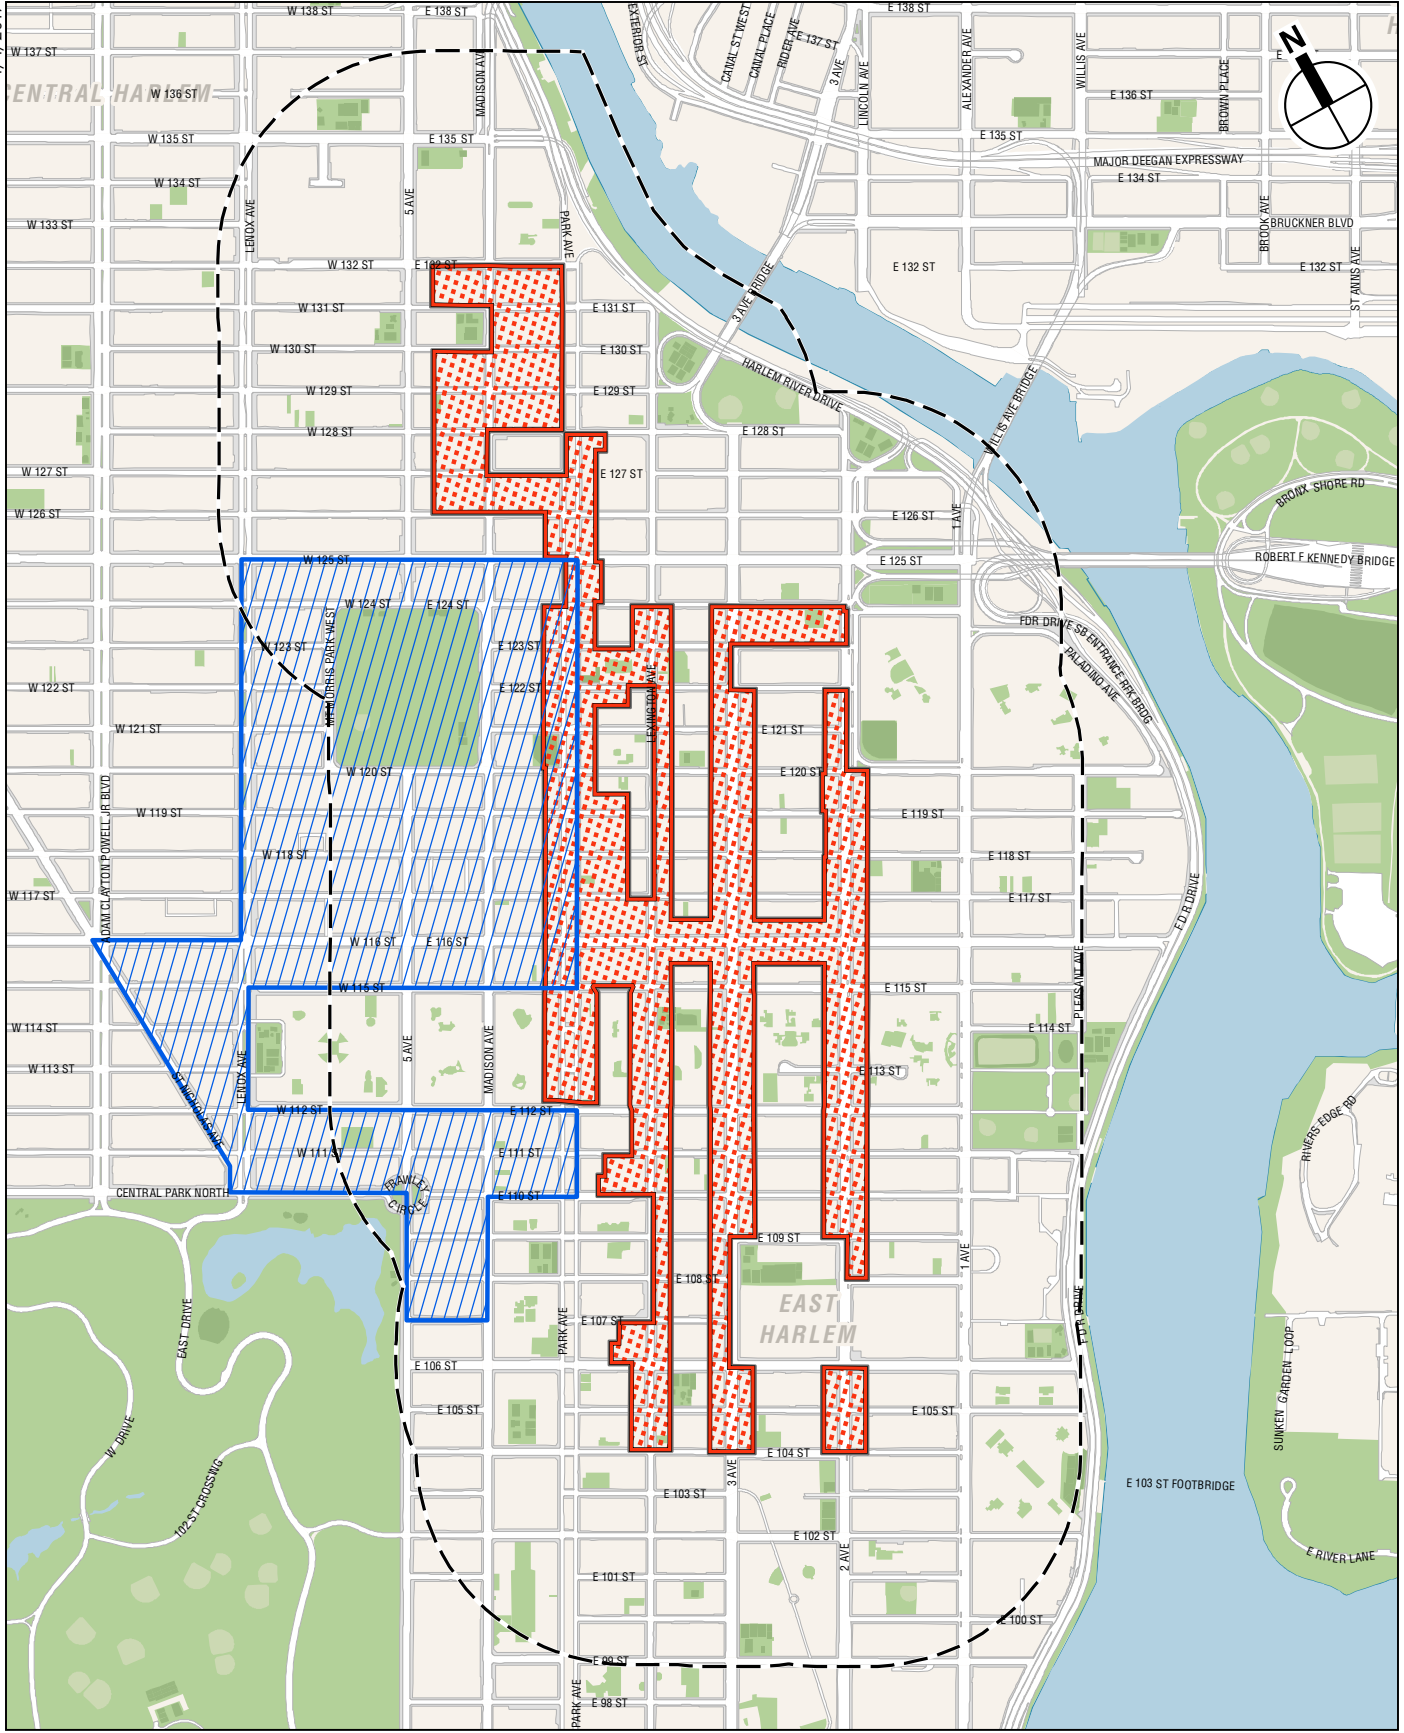 W 138 ST
E 138 ST
E 138 ST
W 137 ST
E 137 ST
EXTERIOR ST
CANAL ST WEST
CANAL PLACE
RIDER AVE
3 AVE
LINCOLN AVE
ALEXANDER AVE
WILLIS AVE
BROWN PLACE
N
MADISON AVE
CENTRAL HARLEM
W 136 ST
E 136 ST
W 135 ST
E 135 ST
E 135 ST
MAJOR DEEGAN EXPRESSWAY
W 134 ST
E 134 ST
5 AVE
LENOX AVE
PARK AVE
W 133 ST
BROOK AVE
BRUCKNER BLVD
ST ANNS AVE
W 132 ST
E 132 ST
E 132 ST
E 132 ST
3 AVE BRIDGE
W 131 ST
E 131 ST
W 130 ST
E 130 ST
HARLEM RIVER DRIVE
W 129 ST
E 129 ST
WILLIS AVE BRIDGE
W 128 ST
E 128 ST
W 127 ST
E 127 ST
BRONX SHORE RD
W 126 ST
E 126 ST
1 AVE
W 125 ST
E 125 ST
ROBERT F KENNEDY BRIDGE
W 124 ST
E 124 ST
FDR DRIVE SB ENTRANCE RFK BRDG
PALADINO AVE
W 123 ST
E 123 ST
MT MORRIS PARK WEST
LEXINGTON AVE
W 122 ST
E 122 ST
W 121 ST
E 121 ST
W 120 ST
E 120 ST
ADAM CLAYTON POWELL JR BLVD
W 119 ST
E 119 ST
W 118 ST
E 118 ST
W 117 ST
E 117 ST
F D R DRIVE
W 116 ST
E 116 ST
PLEASANT AVE
W 115 ST
E 115 ST
W 114 ST
E 114 ST
LENOX AVE
5 AVE
MADISON AVE
W 113 ST
E 113 ST
ST NICHOLAS AVE
W 112 ST
E 112 ST
RIVERS EDGE RD
W 111 ST
E 111 ST
FRAWLEY
CIRCLE
CENTRAL PARK NORTH
E 110 ST
E 109 ST
1 AVE
E 108 ST
EAST
HARLEM
F D R DRIVE
EAST DRIVE
PARK AVE
E 107 ST
SUNKEN GARDEN LOOP
E 106 ST
E 105 ST
E 105 ST
W DRIVE
E 104 ST
3 AVE
102 ST CROSSWG
E 103 ST
E 103 ST FOOTBRIDGE
E 102 ST
2 AVE
E RIVER LANE
E 101 ST
E 100 ST
E 99 ST
PARK AVE
E 98 ST